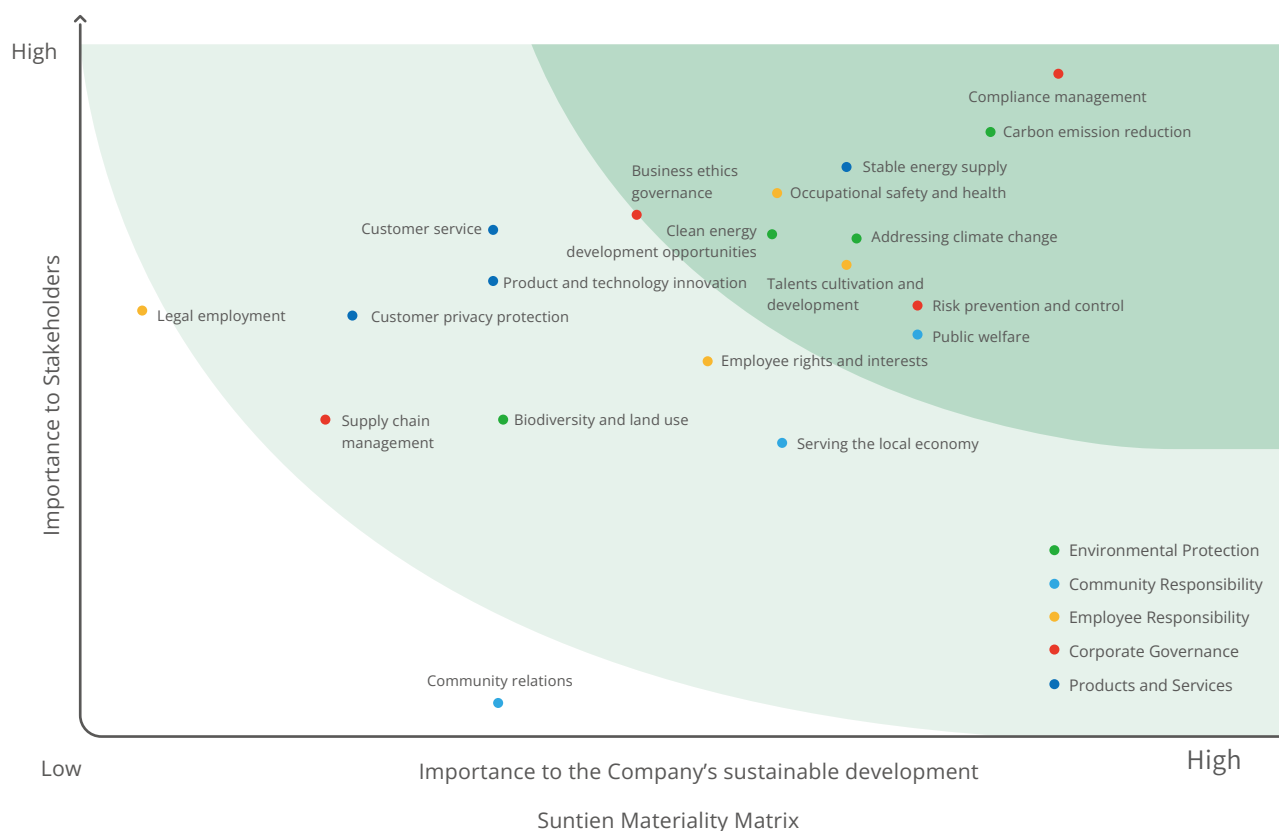 High
Compliance management
Carbon emission reduction
Stable energy supply
Business ethics
governance
Occupational safety and health
Customer service
Clean energy
development opportunities
Addressing climate change
Product and technology innovation
Talents cultivation and
development
Legal employment
Customer privacy protection
Risk prevention and control
Public welfare
Employee rights and interests
Supply chain
management
Biodiversity and land use
Serving the local economy
Importance to Stakeholders
Environmental Protection
Community Responsibility
Employee Responsibility
Corporate Governance
Products and Services
Community relations
Low
Importance to the Company’s sustainable development
High
Suntien Materiality Matrix